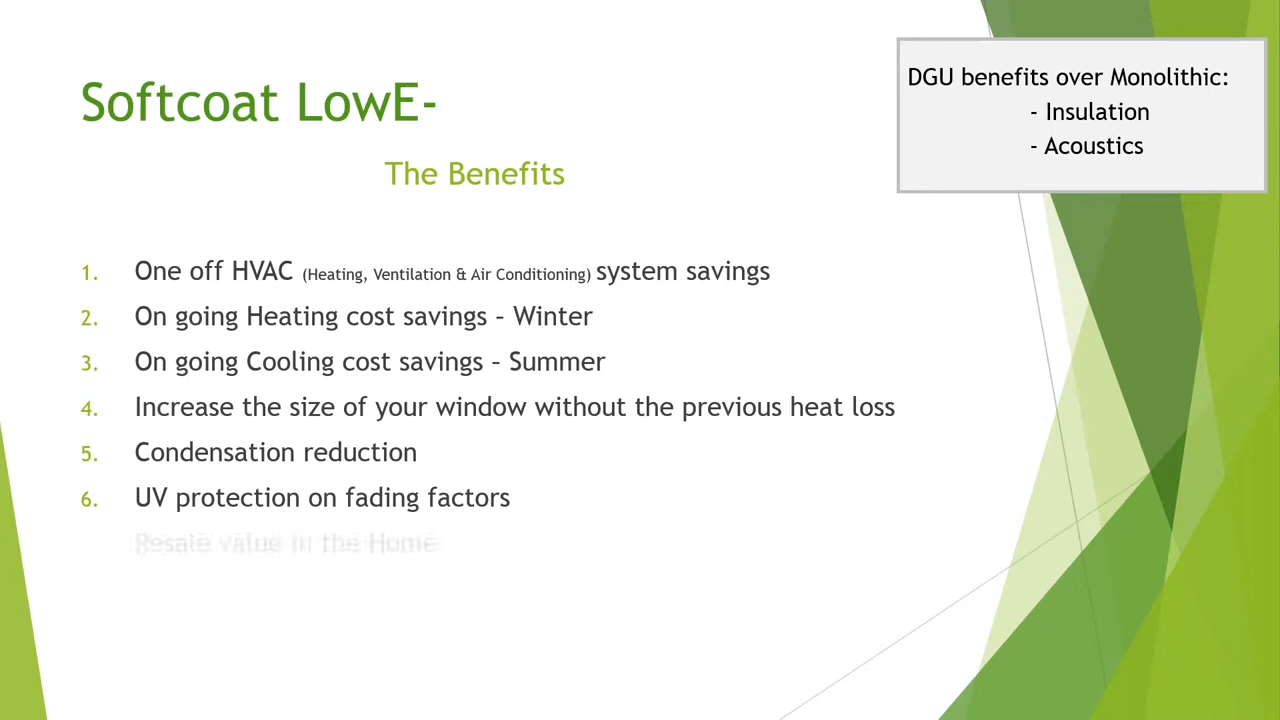 Softcoat LowE-
The Benefits
DGU benefits over Monolithic:
- Insulation
- Acoustics
1. One off HVAC (Heating, Ventilation & Air Conditioning) system savings
2. On going Heating cost savings – Winter
3. On going Cooling cost savings – Summer
4. Increase the size of your window without the previous heat loss
5. Condensation reduction
6. UV protection on fading factors
Resale value in the Home